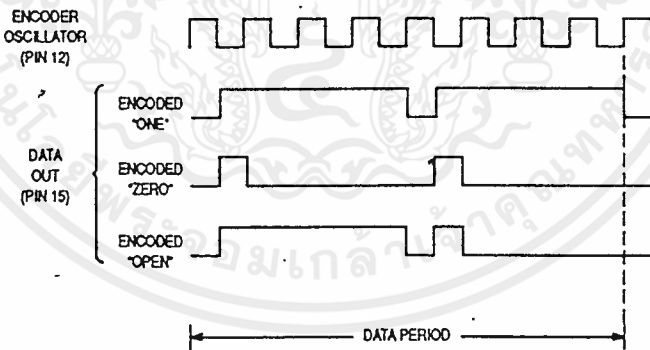 ENCODER
OSCILLATOR
(PIN 12)
ENCODED
"ONE"
DATA
OUT
(PIN 15)
ENCODED
"ZERO"
ENCODED
"OPEN"
DATA PERIOD